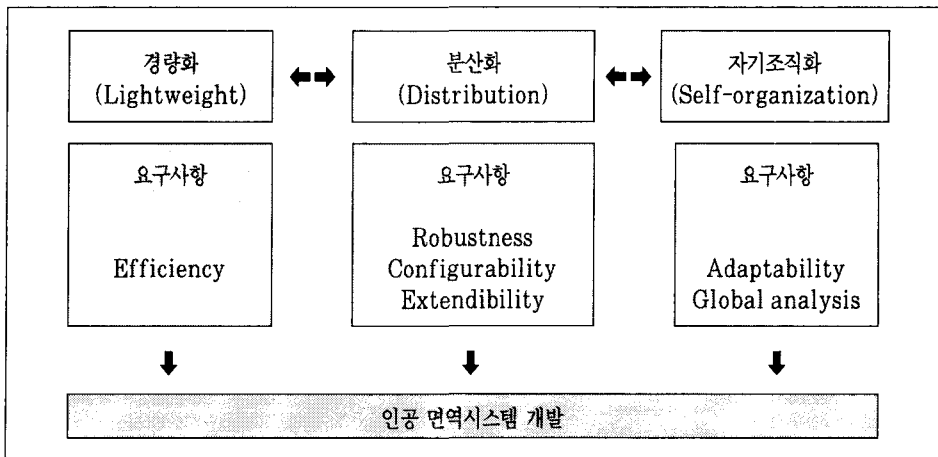 경량화
(Lightweight)
분산화
(Distribution)
자기조직화
(Self-organization)
요구사항
Efficiency
요구사항
Robustness
Configurability
Extendibility
요구사항
Adaptability
Global analysis
인공 면역시스템 개발